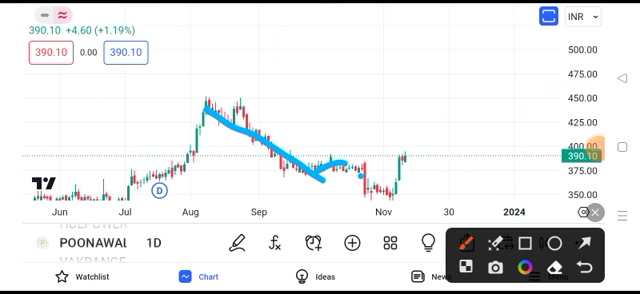 INR
390.10 +4.60 (+1.19%)
390.10 0.00 390.10
500.00
475.00
450.00
425.00
400.00
390.10
375.00
350.00
D
Jun Jul Aug Sep Nov 30 2024
POONAWAL 1D
Watchlist Chart Ideas News Menu